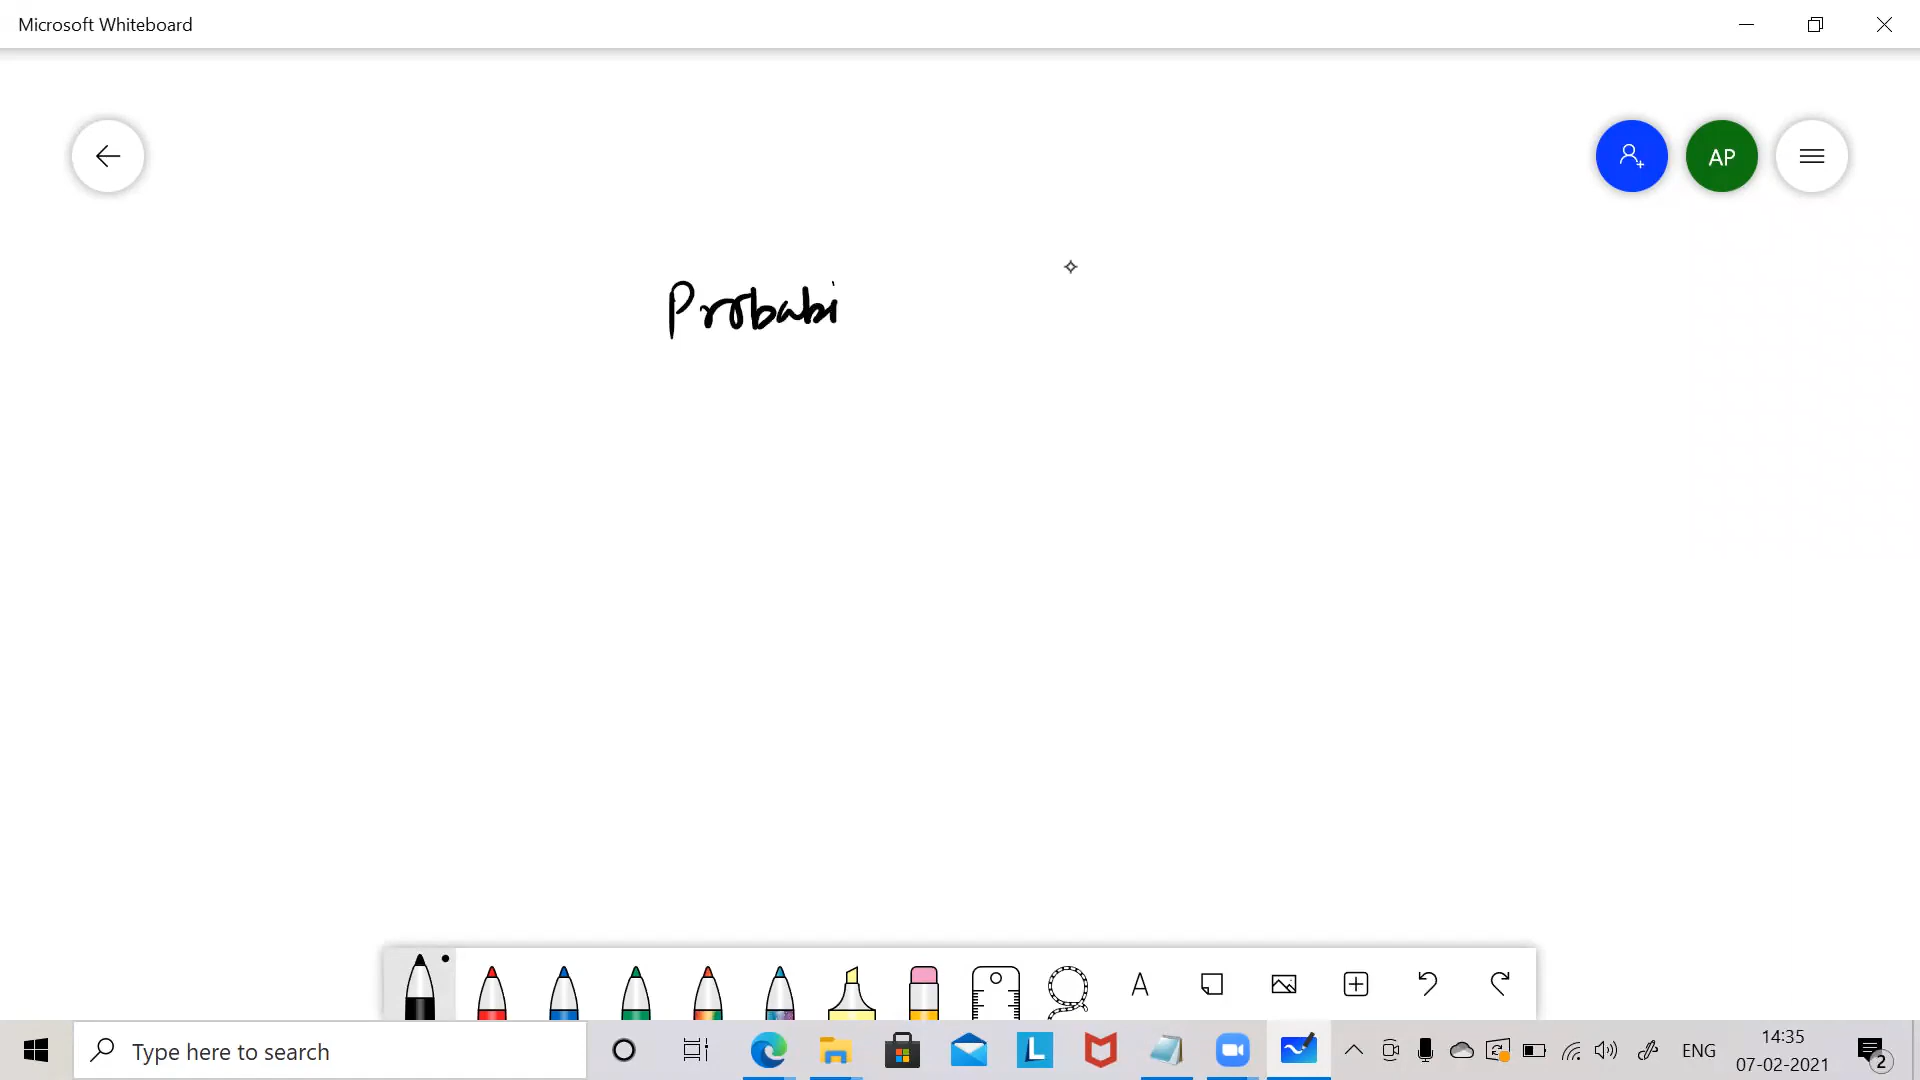 Microsoft Whiteboard
AP
Probabi
A
Type here to search
L
ENG
14:35
07-02-2021
2